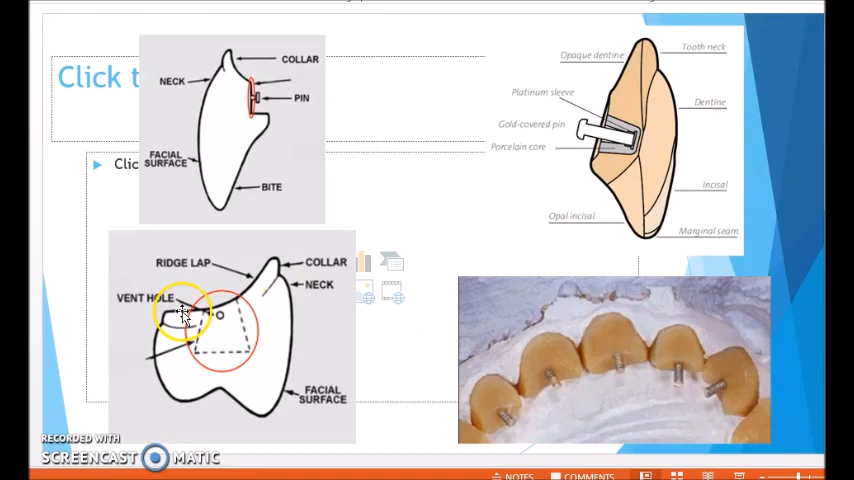 Click t
Clic
COLLAR
NECK
PIN
FACIAL
SURFACE
BITE
RIDGE LAP
COLLAR
NECK
VENT HOLE
FACIAL
SURFACE
Opaque dentine
Tooth neck
Platinum sleeve
Dentine
Gold-covered pin
Porcelain core
Incisal
Opal incisal
Marginal seam
RECORDED WITH
SCREENCAST MATIC
NOTES
COMMENTS